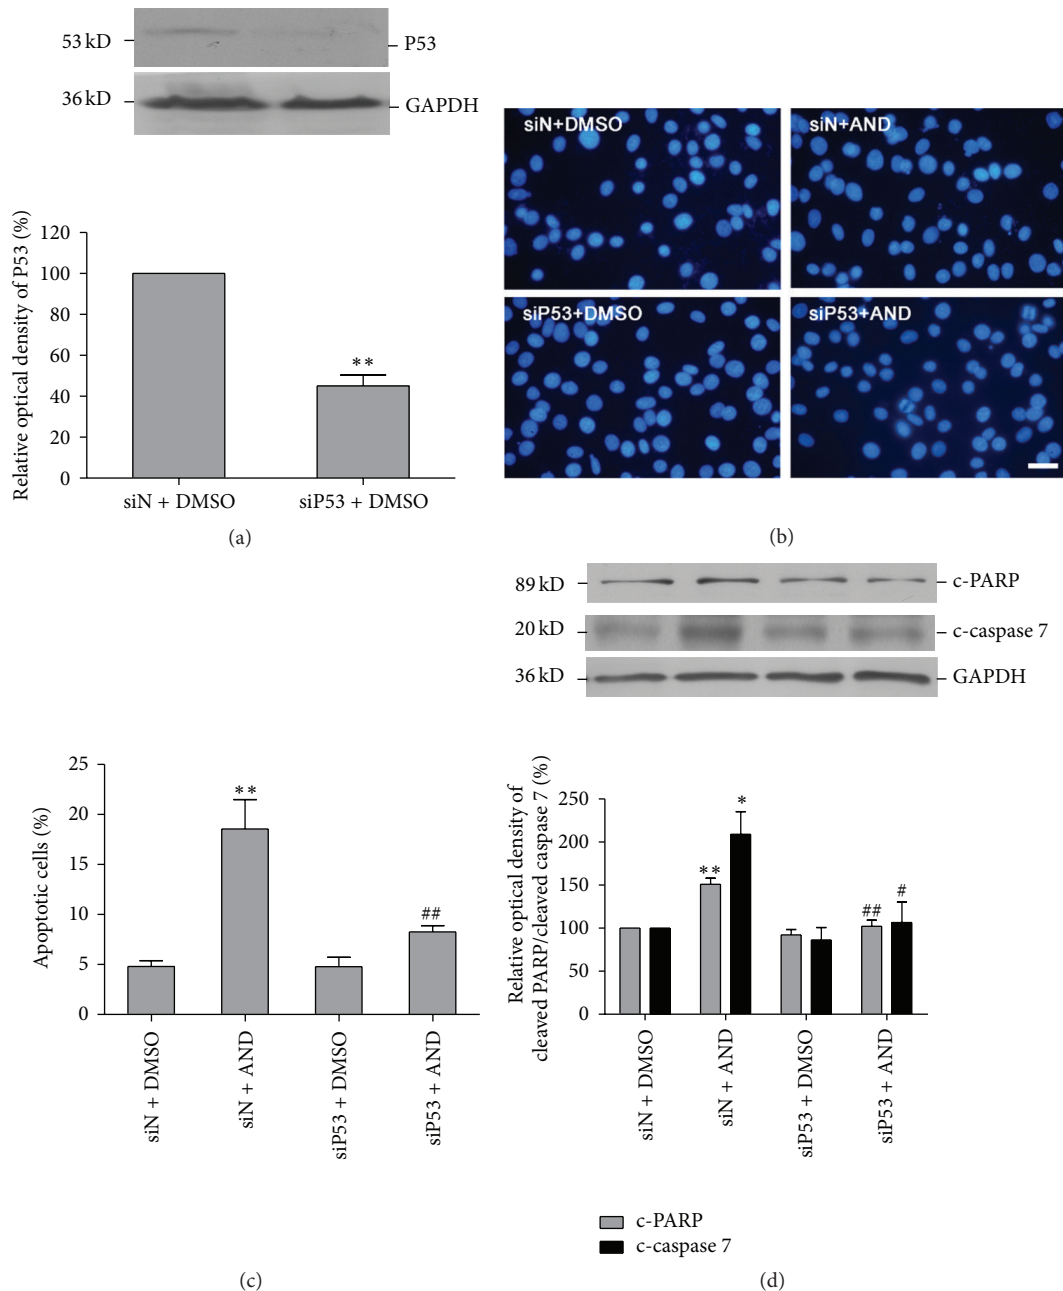 53 kD
P53
36 kD
GAPDH
Relative optical density of P53 (%)
120
100
80
60
40
20
0
**
siN + DMSO
siP53 + DMSO
(a)
siN+DMSO
siN+AND
siP53+DMSO
siP53+AND
(b)
Apoptotic cells (%)
25
20
15
10
5
0
**
##
siN + DMSO
siN + AND
siP53 + DMSO
siP53 + AND
(c)
89 kD
c-PARP
20 kD
c-caspase 7
36 kD
GAPDH
Relative optical density of
cleaved PARP/cleaved caspase 7 (%)
250
200
150
100
50
0
**
*
##
#
siN + DMSO
siN + AND
siP53 + DMSO
siP53 + AND
c-PARP
c-caspase 7
(d)